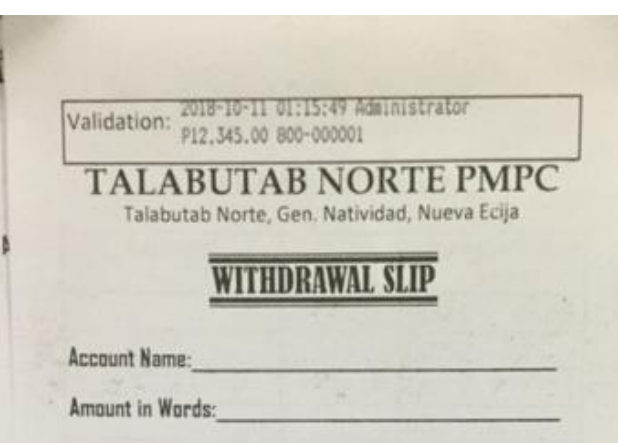 Validation: 2018-10-11 01:15:49 Administrator
P12,345.00 800-000001
TALABUTAB NORTE PMPC
Talabutab Norte, Gen. Natividad, Nueva Ecija
WITHDRAWAL SLIP
Account Name:
Amount in Words: